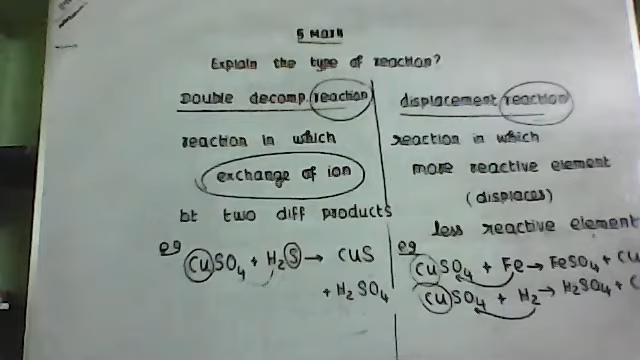 5 MARK
Explain the type of reaction?
Double decomp reaction
reaction in which
exchange of ion
bt two diff products
eg
CuSO4 + H2S → CuS
+ H2SO4
displacement reaction
reaction in which
more reactive element
(displaces)
less reactive element
eg
CuSO4 + Fe → FeSO4 + Cu
CuSO4 + H2 → H2SO4 + C